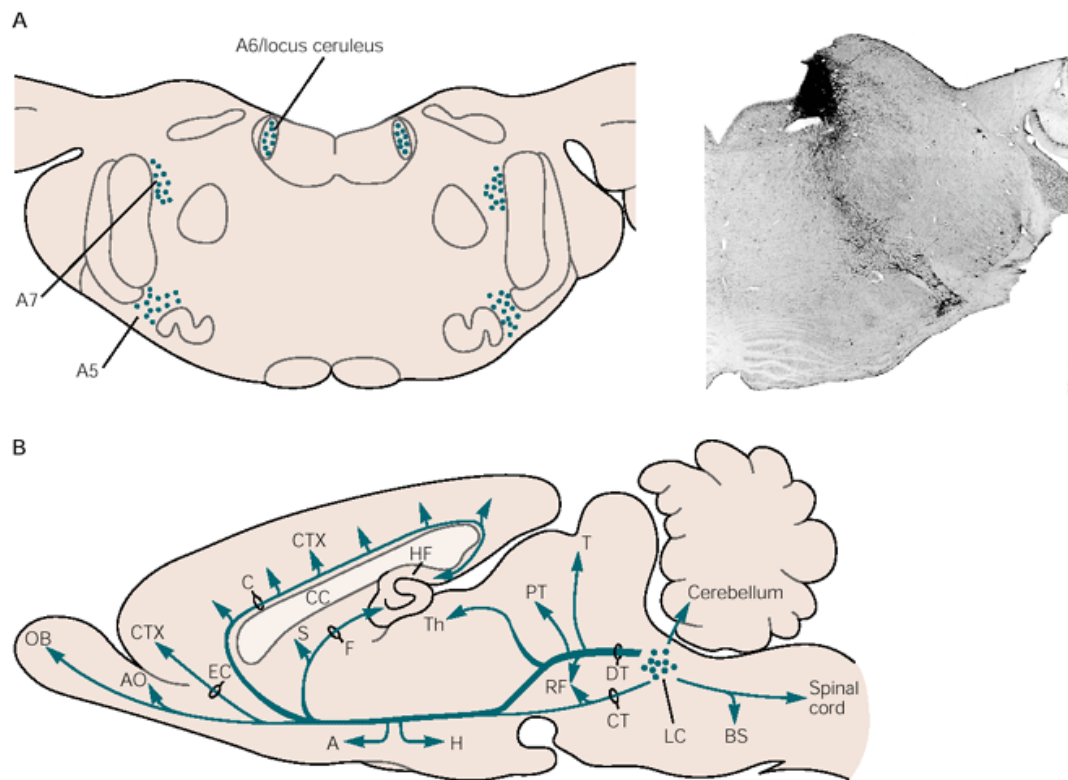 A
A6/locus ceruleus
A7
A5
B
CTX
HF
T
C
CC
PT
Cerebellum
OB
CTX
S
F
Th
AO
EC
DT
RF
Spinal
cord
CT
LC
BS
A
H